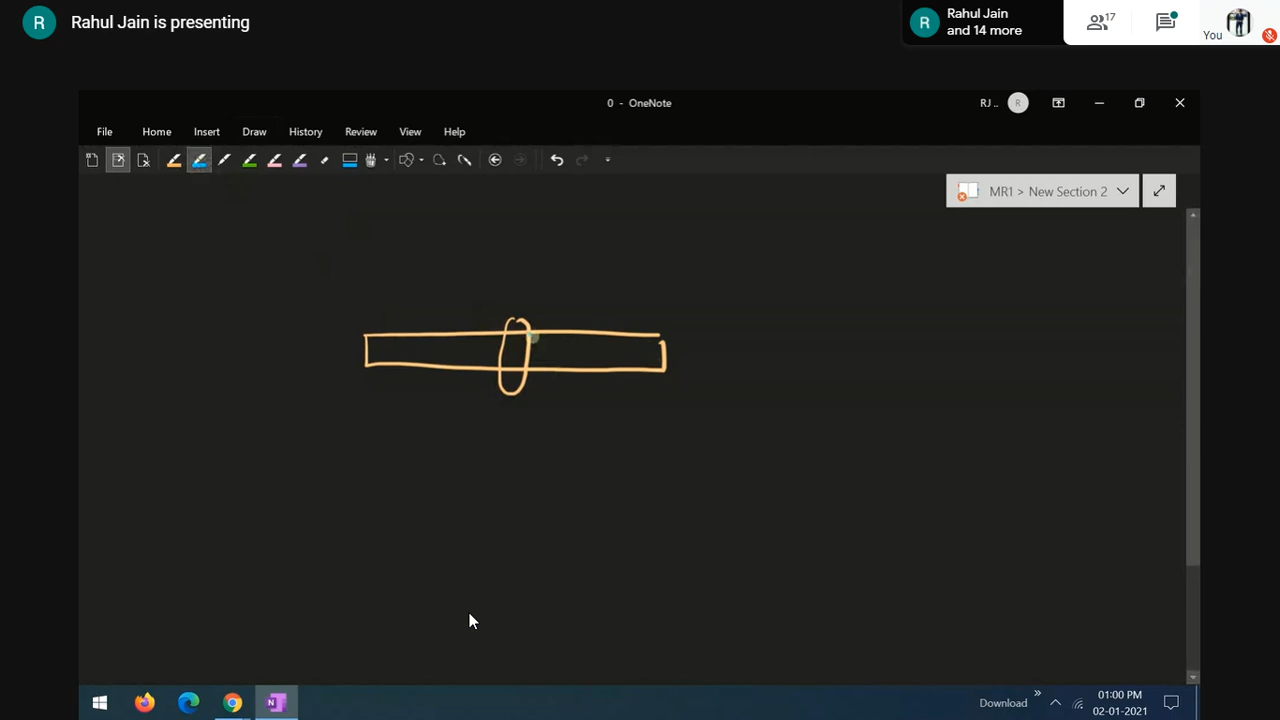 R Rahul Jain is presenting
R Rahul Jain and 14 more
17
You
0 - OneNote
RJ .. R
File Home Insert Draw History Review View Help
MR1 > New Section 2
N
Download
01:00 PM
02-01-2021